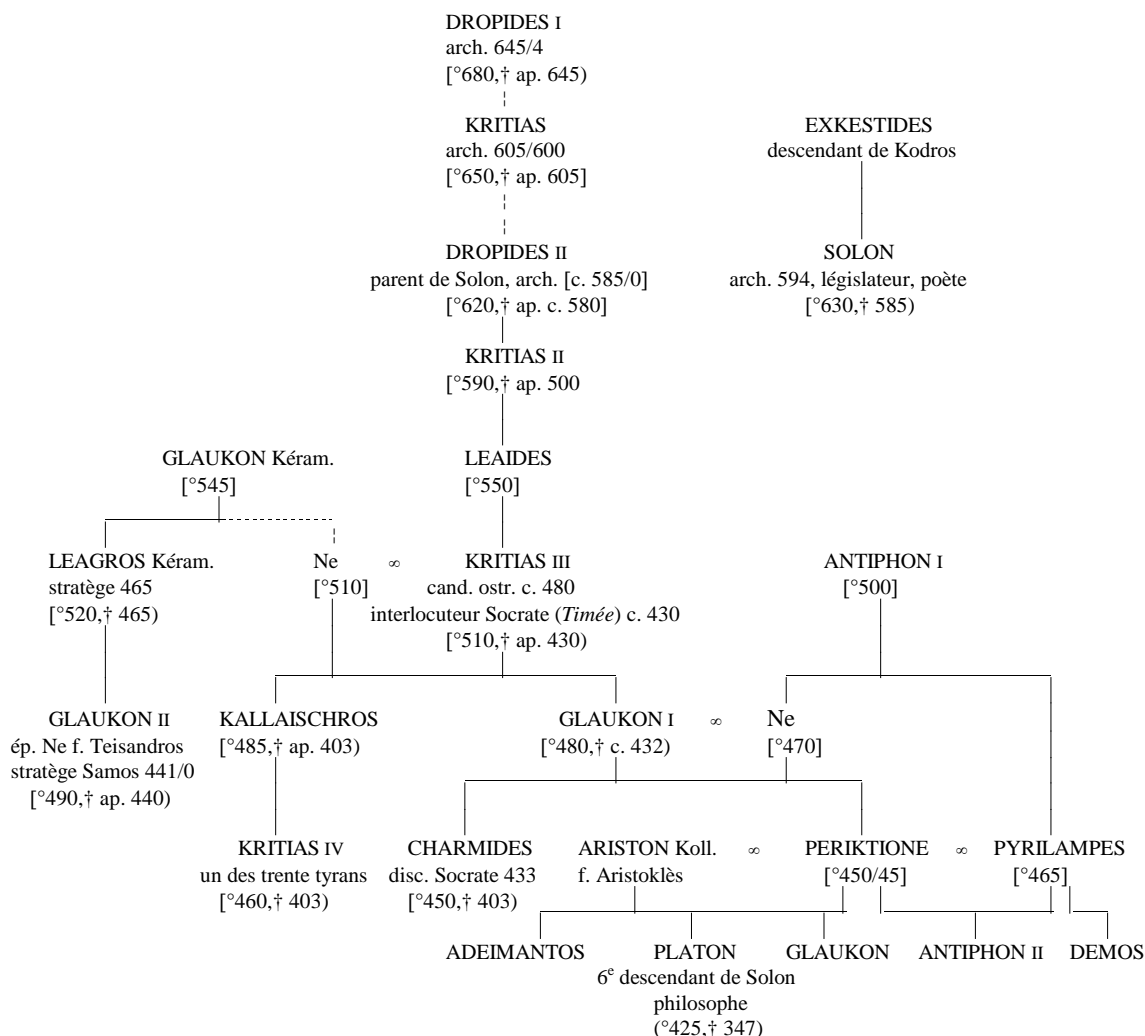 DROPIDES I
arch. 645/4
[°680,† ap. 645)
KRITIAS
arch. 605/600
[°650,† ap. 605]
EXKESTIDES
descendant de Kodros
DROPIDES II
parent de Solon, arch. [c. 585/0]
[°620,† ap. c. 580]
SOLON
arch. 594, législateur, poète
[°630,† 585)
KRITIAS II
[°590,† ap. 500
GLAUKON Kéram.
[°545]
LEAIDES
[°550]
LEAGROS Kéram.
stratège 465
[°520,† 465)
Ne
[°510]
∞
KRITIAS III
cand. ostr. c. 480
interlocuteur Socrate (Timée) c. 430
[°510,† ap. 430)
ANTIPHON I
[°500]
GLAUKON II
ép. Ne f. Teisandros
stratège Samos 441/0
[°490,† ap. 440)
KALLAISCHROS
[°485,† ap. 403)
GLAUKON I
[°480,† c. 432)
∞
Ne
[°470]
KRITIAS IV
un des trente tyrans
[°460,† 403)
CHARMIDES
disc. Socrate 433
[°450,† 403)
ARISTON Koll.
f. Aristoklès
∞
PERIKTIONE
[°450/45]
∞
PYRILAMPES
[°465]
ADEIMANTOS
PLATON
6e descendant de Solon
philosophe
(°425,† 347)
GLAUKON
ANTIPHON II
DEMOS